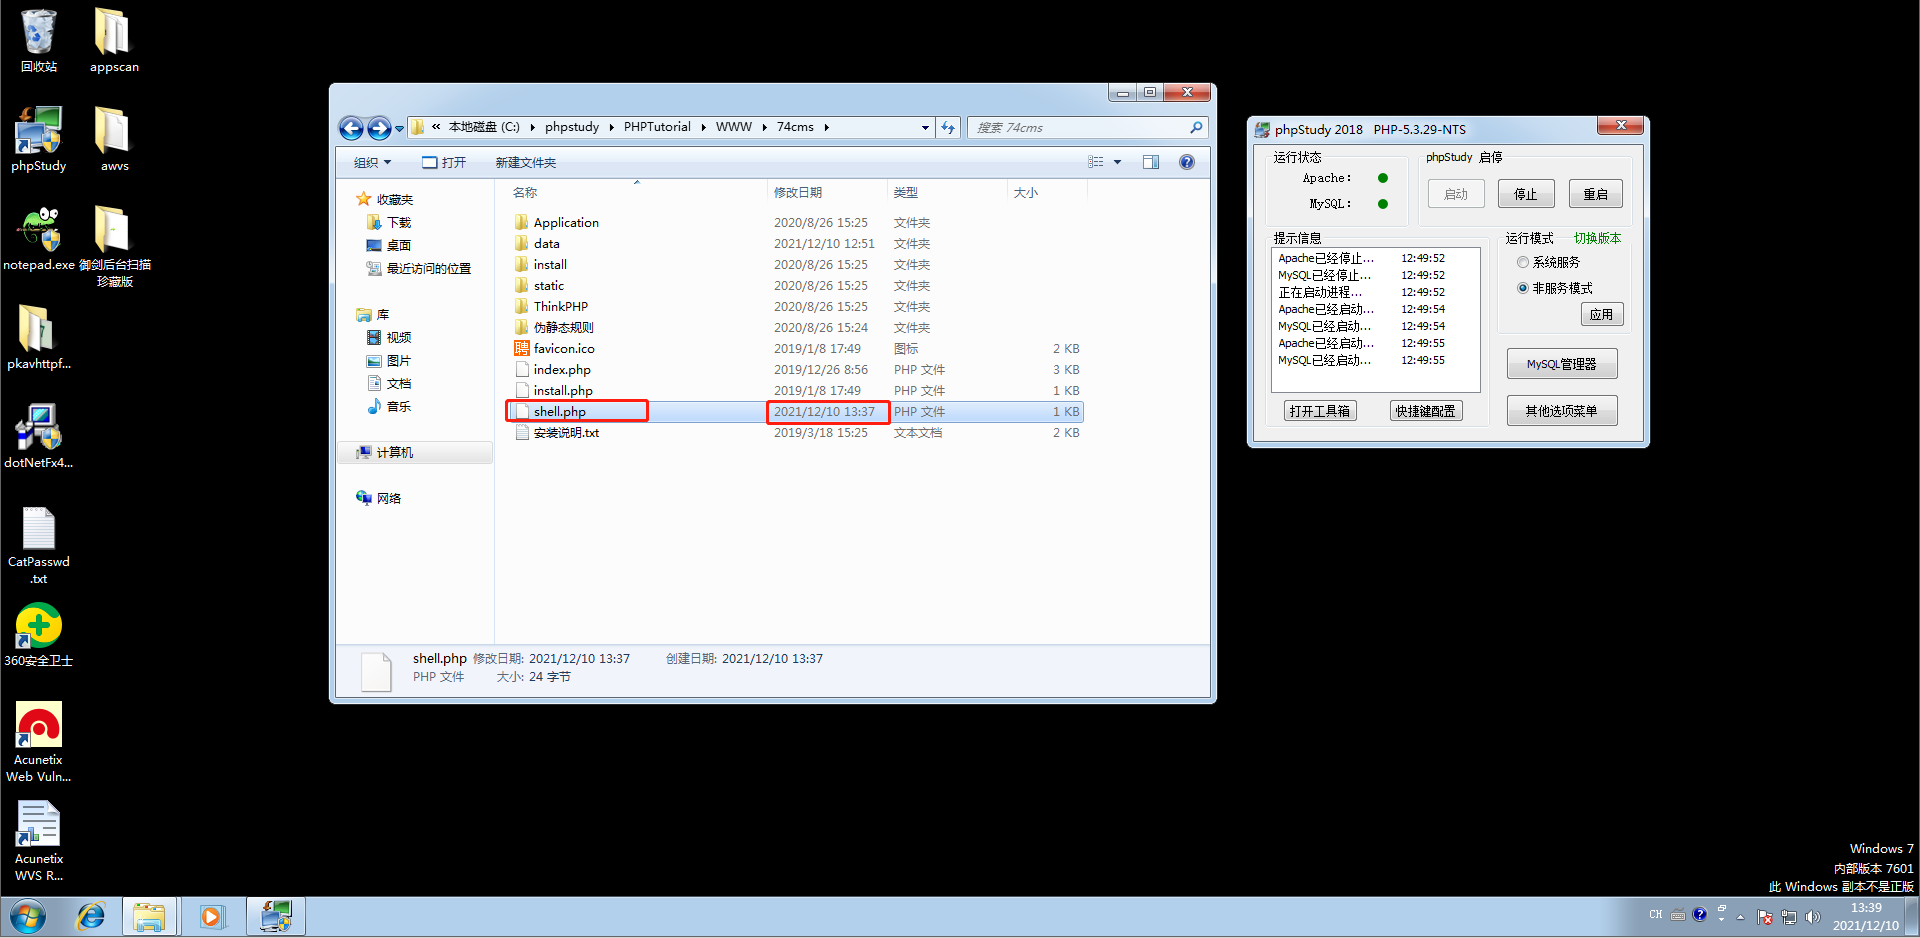 回收站
appscan
phpStudy
awvs
notepad.exe
御剑后台扫描
珍藏版
pkavhttpf...
dotNetFx4...
CatPasswd
.txt
360安全卫士
Acunetix
Web Vuln...
Acunetix
WVS R...
« 本地磁盘 (C:) phpstudy PHPTutorial WWW 74cms
搜索 74cms
组织 打开 新建文件夹
收藏夹
下载
桌面
最近访问的位置
库
视频
图片
文档
音乐
计算机
网络
名称 修改日期 类型 大小
Application 2020/8/26 15:25 文件夹
data 2021/12/10 12:51 文件夹
install 2020/8/26 15:25 文件夹
static 2020/8/26 15:25 文件夹
ThinkPHP 2020/8/26 15:25 文件夹
伪静态规则 2020/8/26 15:24 文件夹
聘 favicon.ico 2019/1/8 17:49 图标 2 KB
index.php 2019/12/26 8:56 PHP 文件 3 KB
install.php 2019/1/8 17:49 PHP 文件 1 KB
shell.php 2021/12/10 13:37 PHP 文件 1 KB
安装说明.txt 2019/3/18 15:25 文本文档 2 KB
shell.php 修改日期: 2021/12/10 13:37 创建日期: 2021/12/10 13:37
PHP 文件 大小: 24 字节
phpStudy 2018 PHP-5.3.29-NTS
运行状态
Apache:
MySQL:
phpStudy 启停
启动 停止 重启
提示信息
Apache已经停止... 12:49:52
MySQL已经停止... 12:49:52
正在启动进程... 12:49:52
Apache已经启动... 12:49:54
MySQL已经启动... 12:49:54
Apache已经启动... 12:49:55
MySQL已经启动... 12:49:55
运行模式 切换版本
系统服务
非服务模式
应用
MySQL管理器
打开工具箱 快捷键配置 其他选项菜单
Windows 7
内部版本 7601
此 Windows 副本不是正版
CH
13:39
2021/12/10